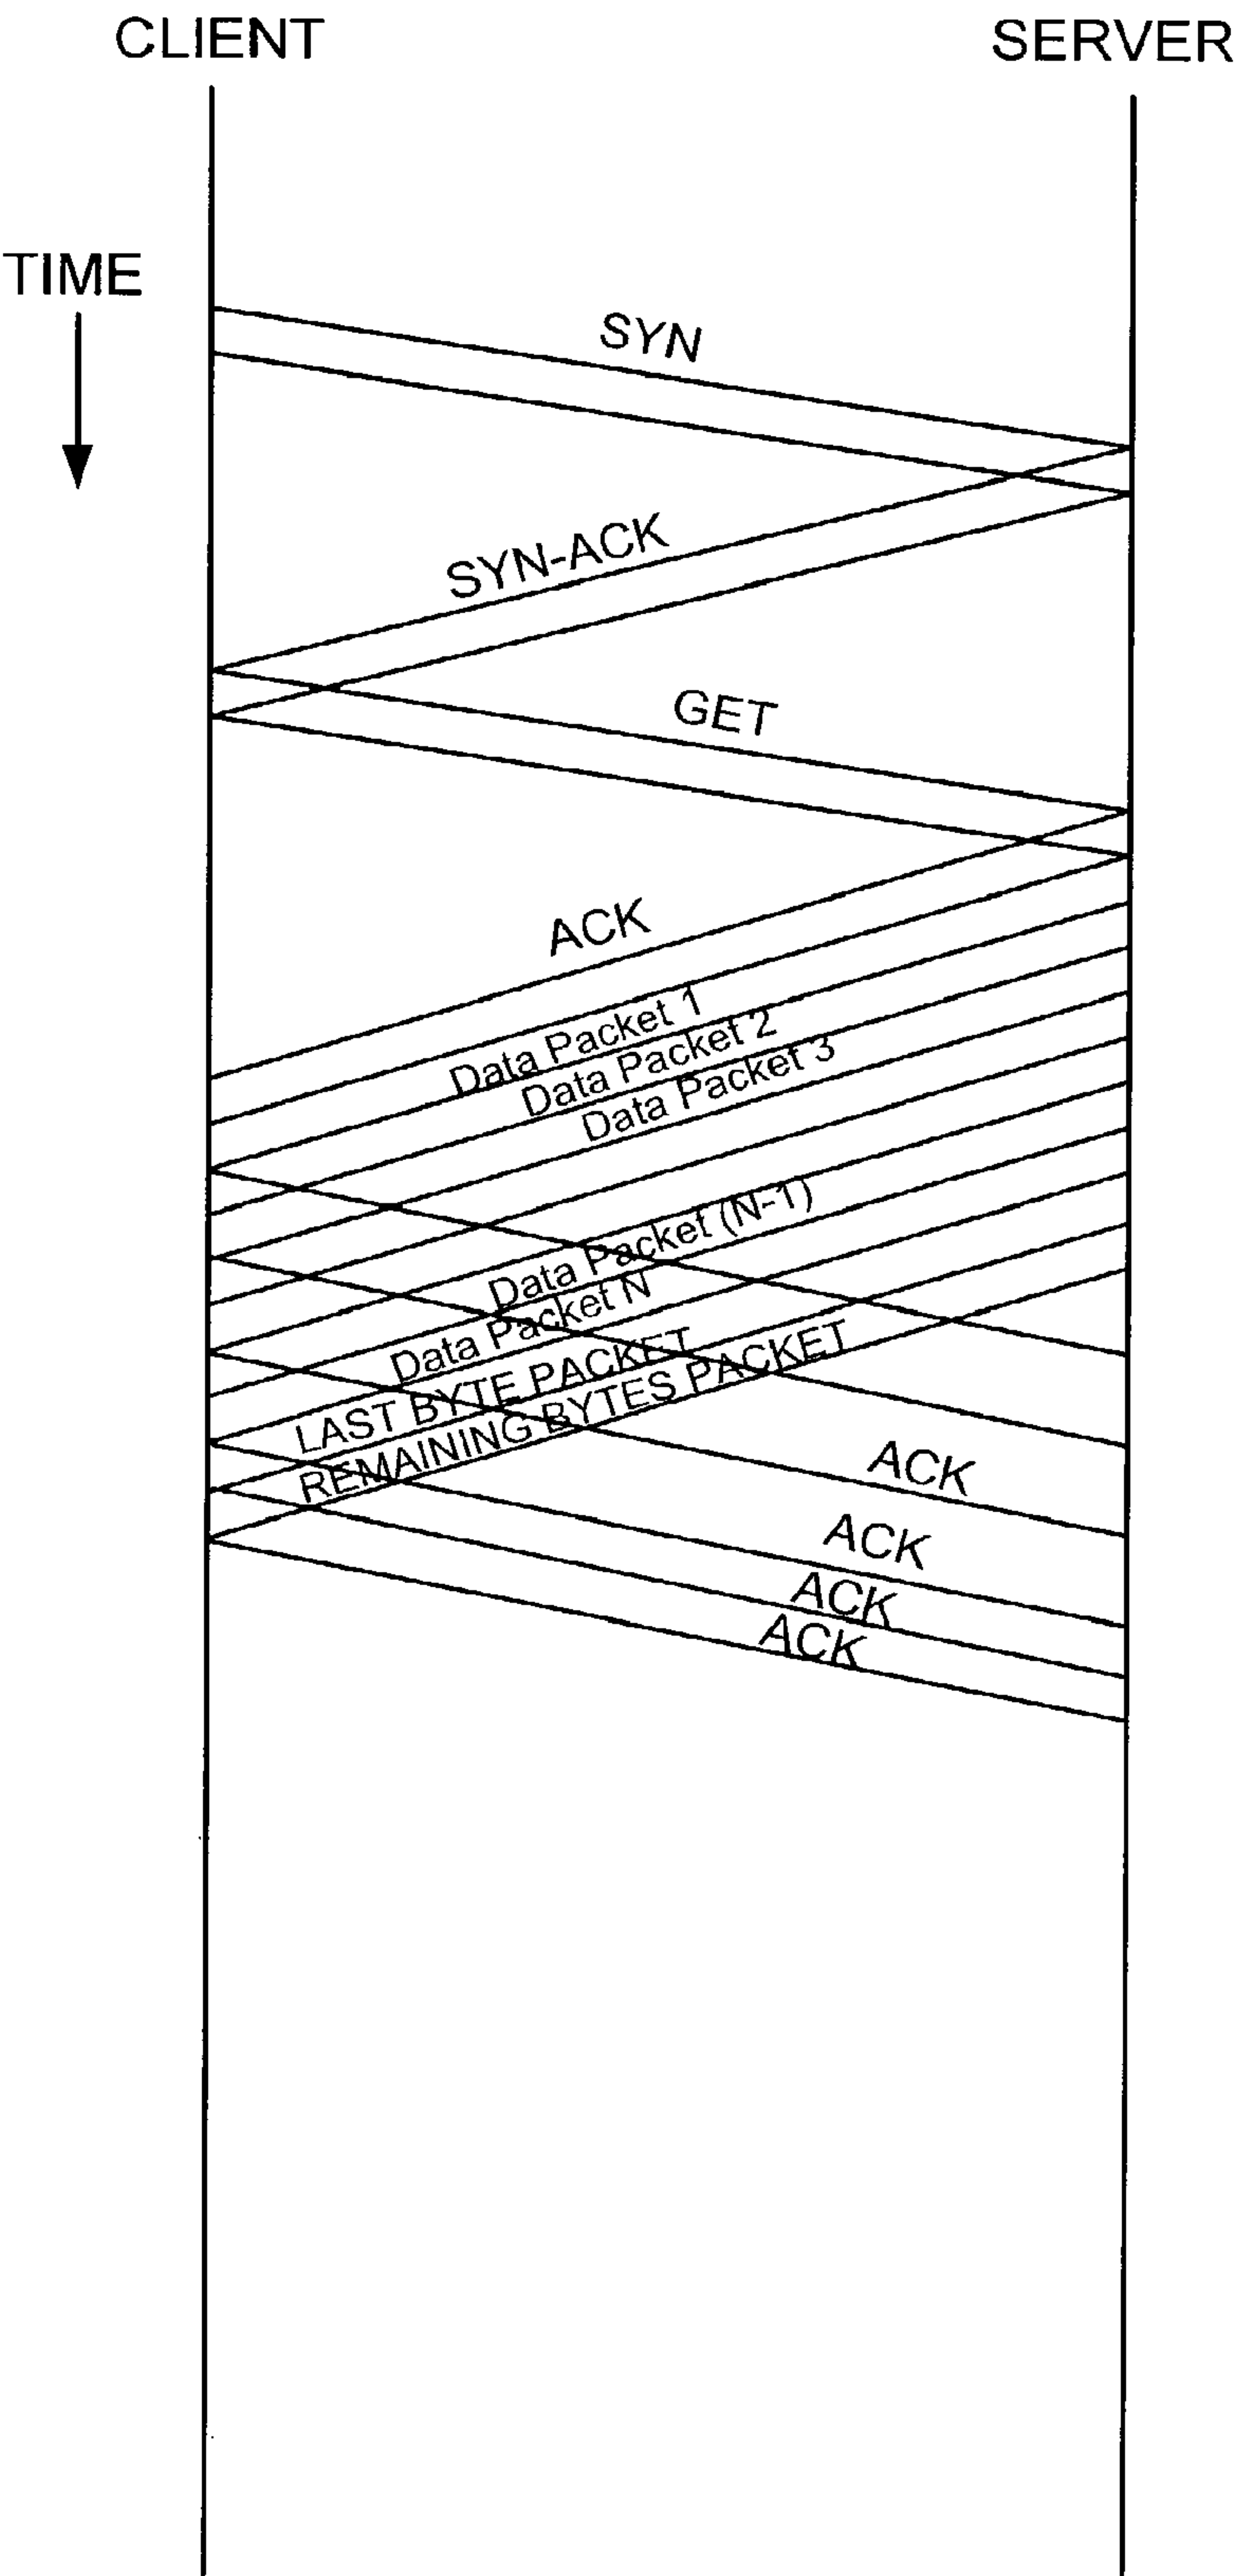 CLIENT
SERVER
TIME
SYN
SYN-ACK
GET
ACK
Data Packet 1
Data Packet 2
Data Packet 3
Data Packet (N-1)
Data Packet N
LAST BYTE PACKET
REMAINING BYTES PACKET
ACK
ACK
ACK
ACK